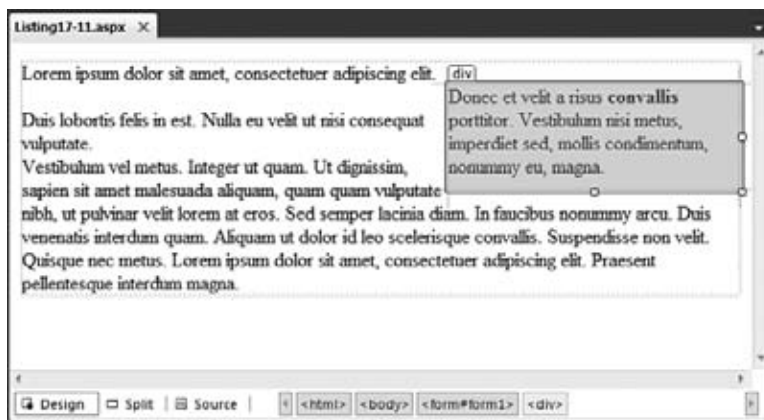 Listing17-11.aspx X
Lorem ipsum dolor sit amet, consectetuer adipiscing elit.
div
Donec et velit a risus convallis
porttitor. Vestibulum nisi metus,
imperdiet sed, mollis condimentum,
nonummy eu, magna.
Duis lobortis felis in est. Nulla eu velit ut nisi consequat
vulputate.
Vestibulum vel metus. Integer ut quam. Ut dignissim,
sapien sit amet malesuada aliquam, quam quam vulputate
nibh, ut pulvinar velit lorem at eros. Sed semper lacinia diam. In faucibus nonummy arcu. Duis
venenatis interdum quam. Aliquam ut dolor id leo scelerisque convallis. Suspendisse non velit.
Quisque nec metus. Lorem ipsum dolor sit amet, consectetuer adipiscing elit. Praesent
pellentesque interdum magna.
Design Split Source <html> <body> <form#form1> <div>